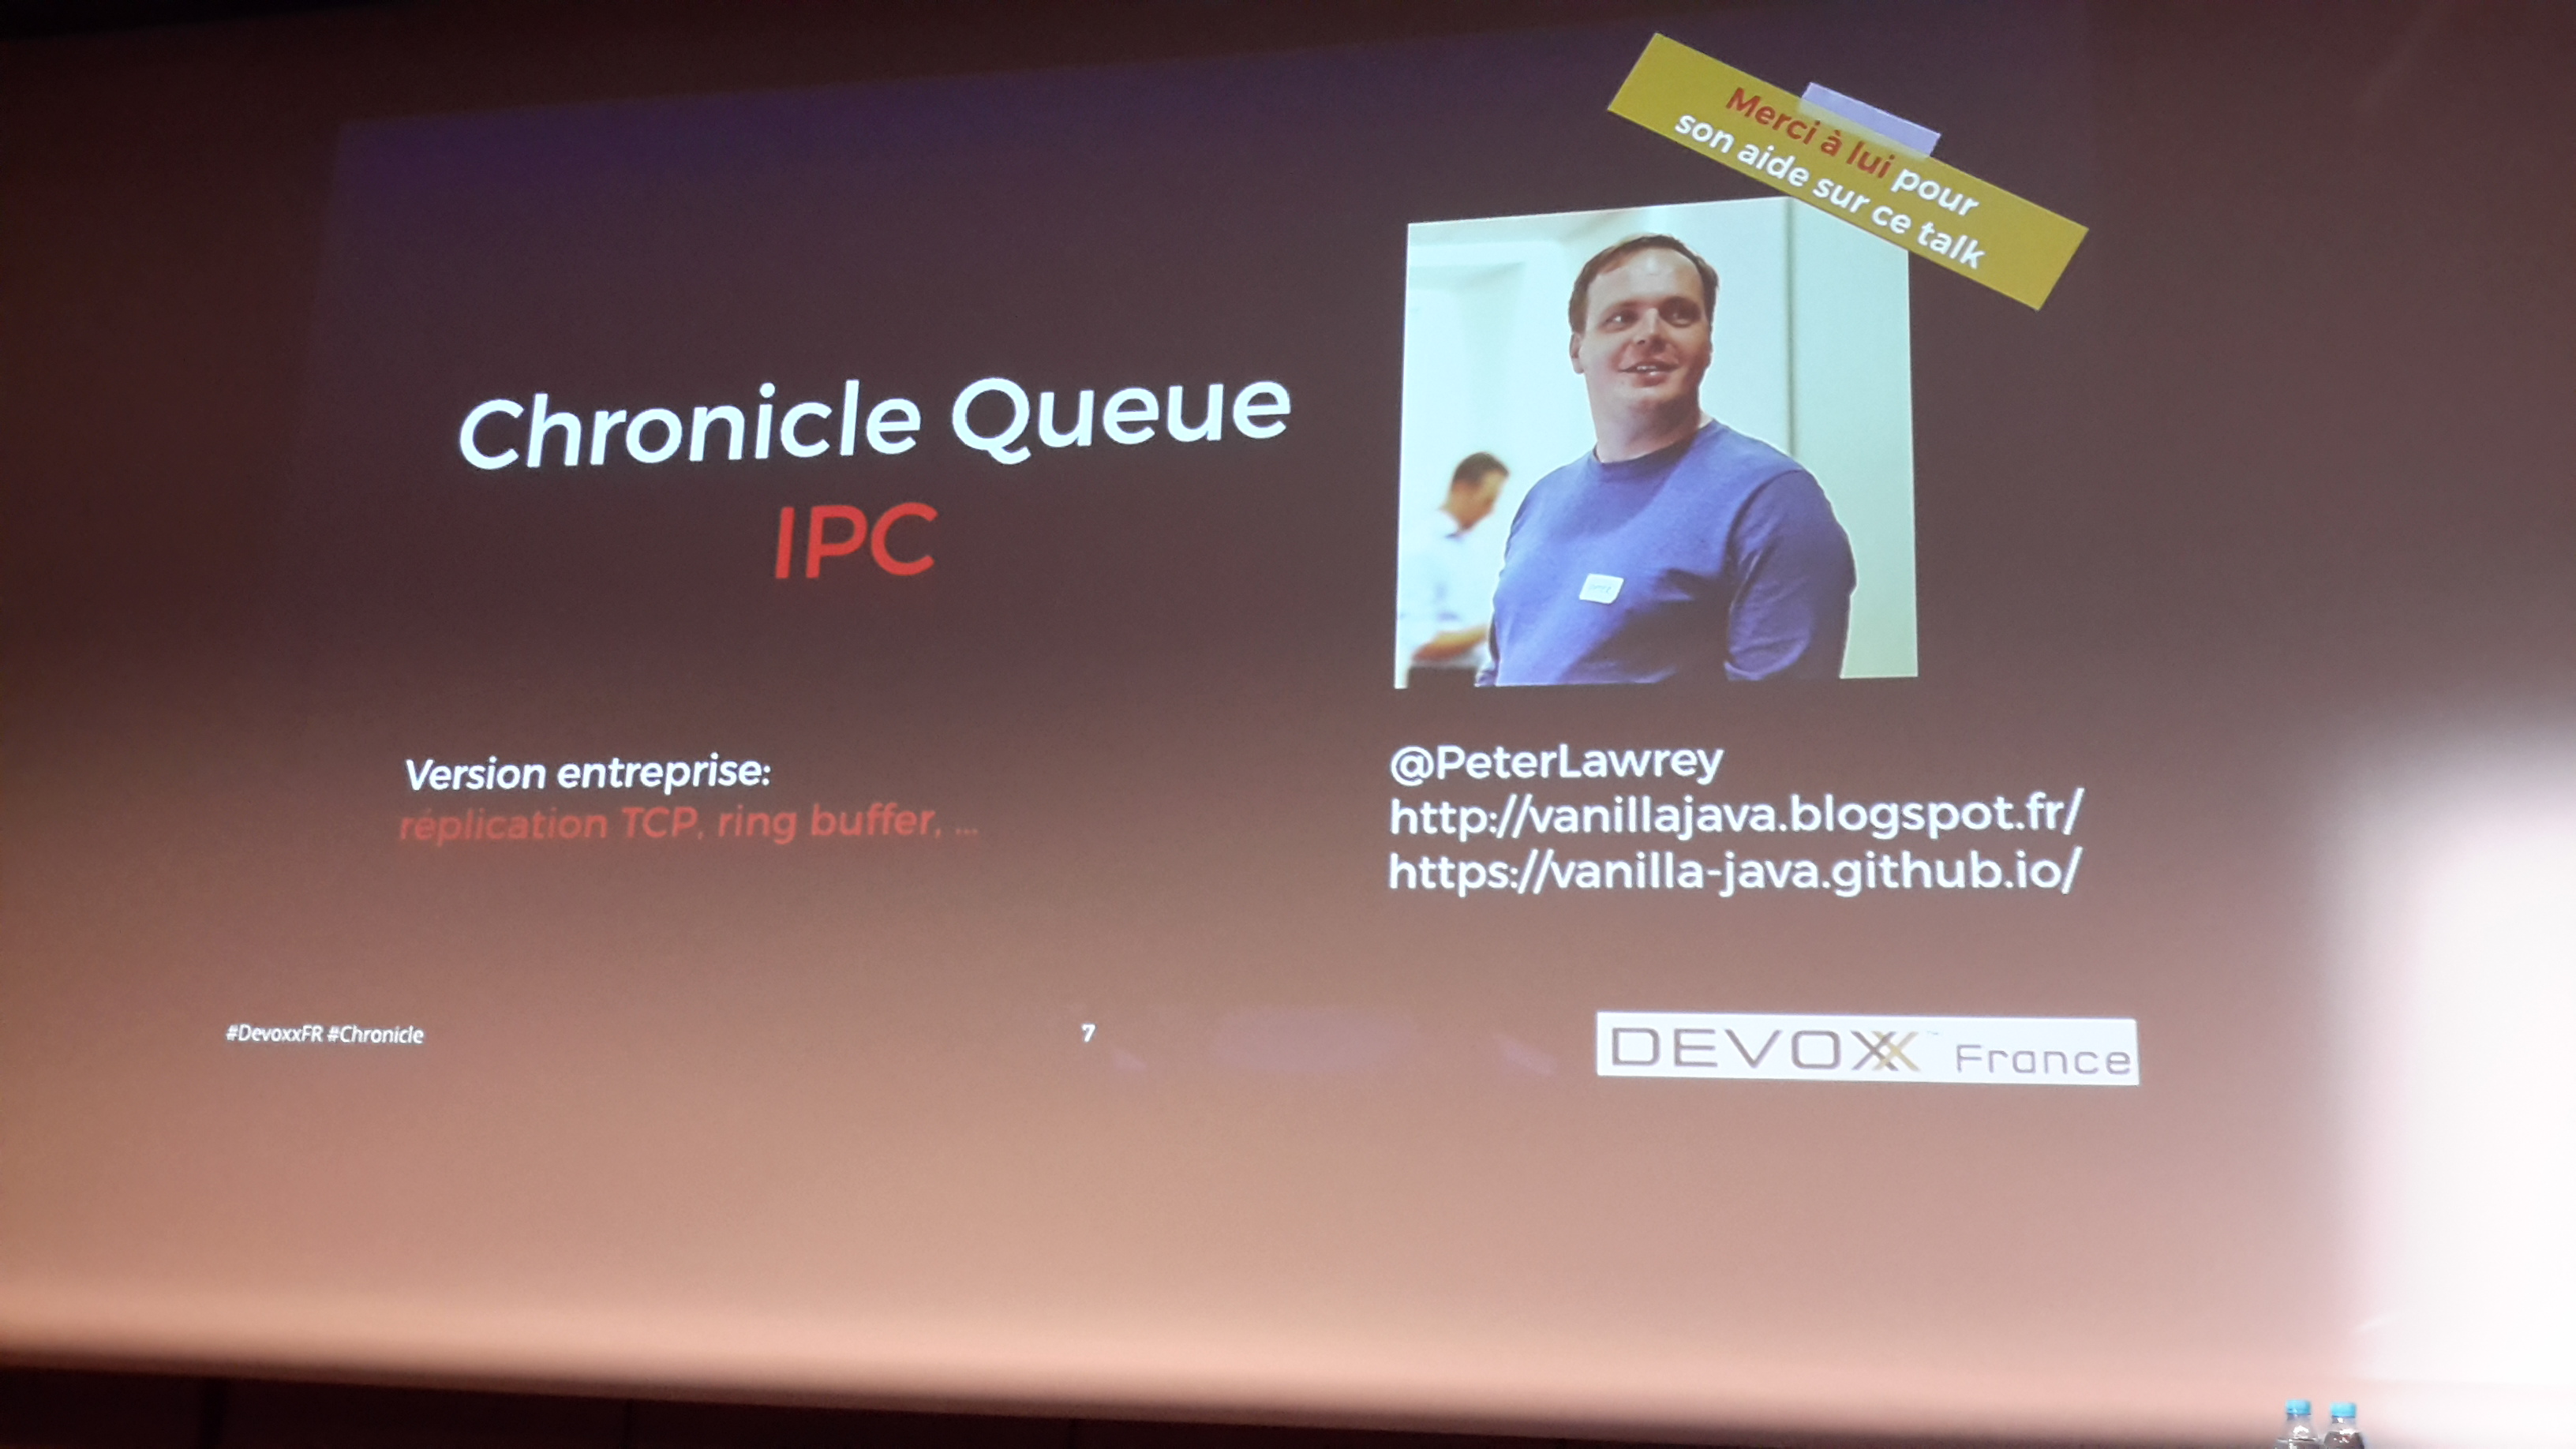 Merci à lui pour
son aide sur ce talk
Chronicle Queue
IPC
Version entreprise:
réplication TCP, ring buffer, ...
@PeterLawrey
http://vanillajava.blogspot.fr/
https://vanilla-java.github.io/
#DevoxxFR #Chronicle
7
DEVOXX™ France